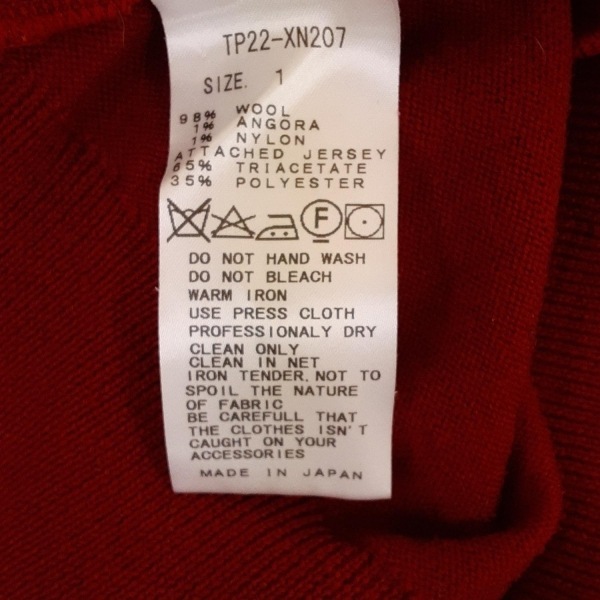 TP22-XN207
SIZE. 1
98% WOOL
1% ANGORA
1% NYLON
ATTACHED JERSEY
65% TRIACETATE
35% POLYESTER
F
DO NOT HAND WASH
DO NOT BLEACH
WARM IRON
USE PRESS CLOTH
PROFESSIONALY DRY
CLEAN ONLY
CLEAN IN NET
IRON TENDER. NOT TO
SPOIL THE NATURE
OF FABRIC
BE CAREFULL THAT
THE CLOTHES ISN'T
CAUGHT ON YOUR
ACCESSORIES
MADE IN JAPAN